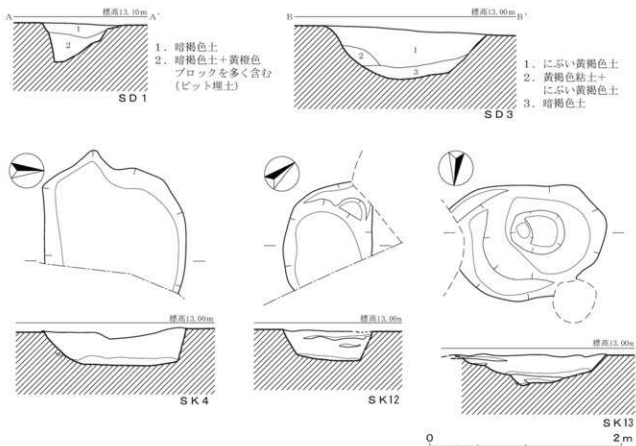 A 標高13.10m A'
1
2
SD1
1. 暗褐色土
2. 暗褐色土＋黄橙色
ブロックを多く含む
(ピット埋土)
B 標高13.00m B'
1
2
3
SD3
1. にぶい黄褐色土
2. 黄褐色粘土＋
にぶい黄褐色土
3. 暗褐色土
標高13.00m
SK4
標高13.00m
SK12
標高13.00m
SK13
0 2m